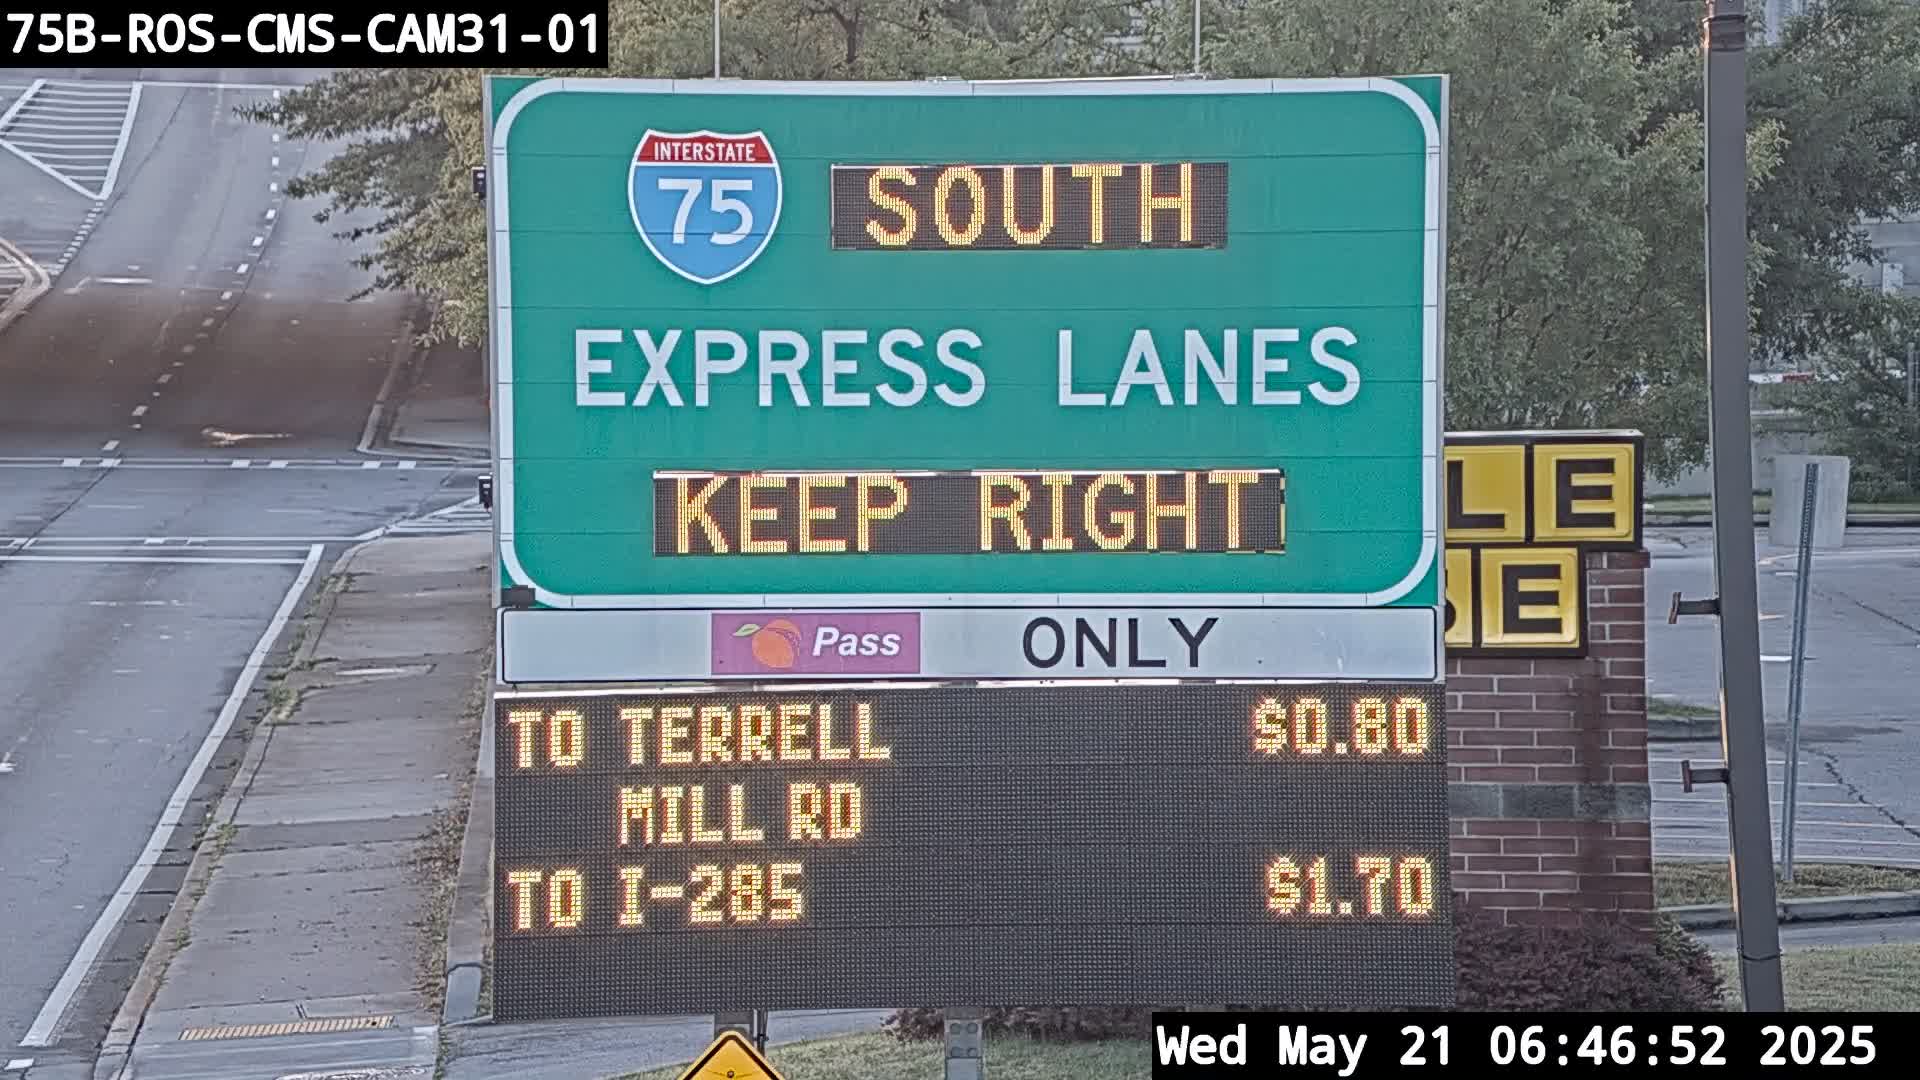 75B-ROS-CMS-CAM31-01
INTERSTATE
75
SOUTH
EXPRESS LANES
KEEP RIGHT
Pass ONLY
TO TERRELL $0.80
MILL RD
TO I-285 $1.70
LE
E
Wed May 21 06:46:52 2025